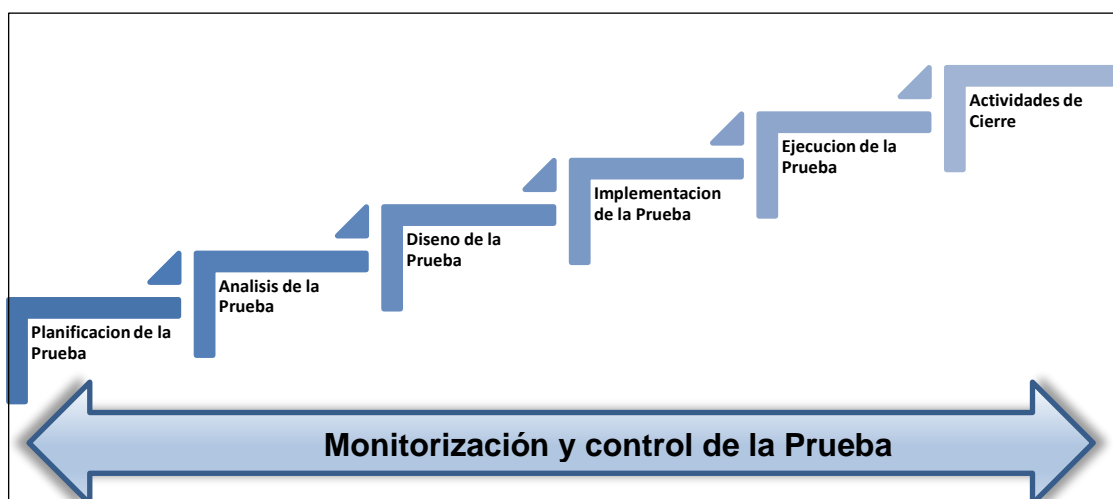 Planificacion de la
Prueba
Analisis de la
Prueba
Diseno de la
Prueba
Implementacion
de la Prueba
Ejecucion de la
Prueba
Actividades de
Cierre
Monitorización y control de la Prueba